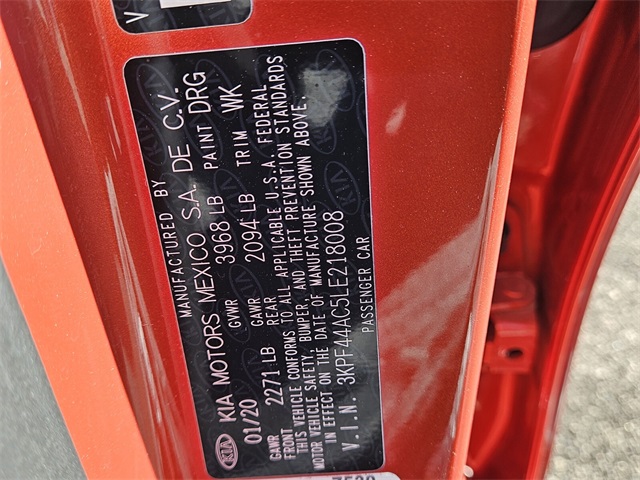 V
MANUFACTURED BY
KIA KIA MOTORS MEXICO S.A. DE C.V.
01/20 GVWR 3968 LB PAINT DRG
GAWR FRONT 2271 LB GAWR REAR 2094 LB TRIM WK
THIS VEHICLE CONFORMS TO ALL APPLICABLE U.S.A. FEDERAL
MOTOR VEHICLE SAFETY, BUMPER, AND THEFT PREVENTION STANDARDS
IN EFFECT ON THE DATE OF MANUFACTURE SHOWN ABOVE.
V.I.N. 3KPF44AC5LE218008
PASSENGER CAR